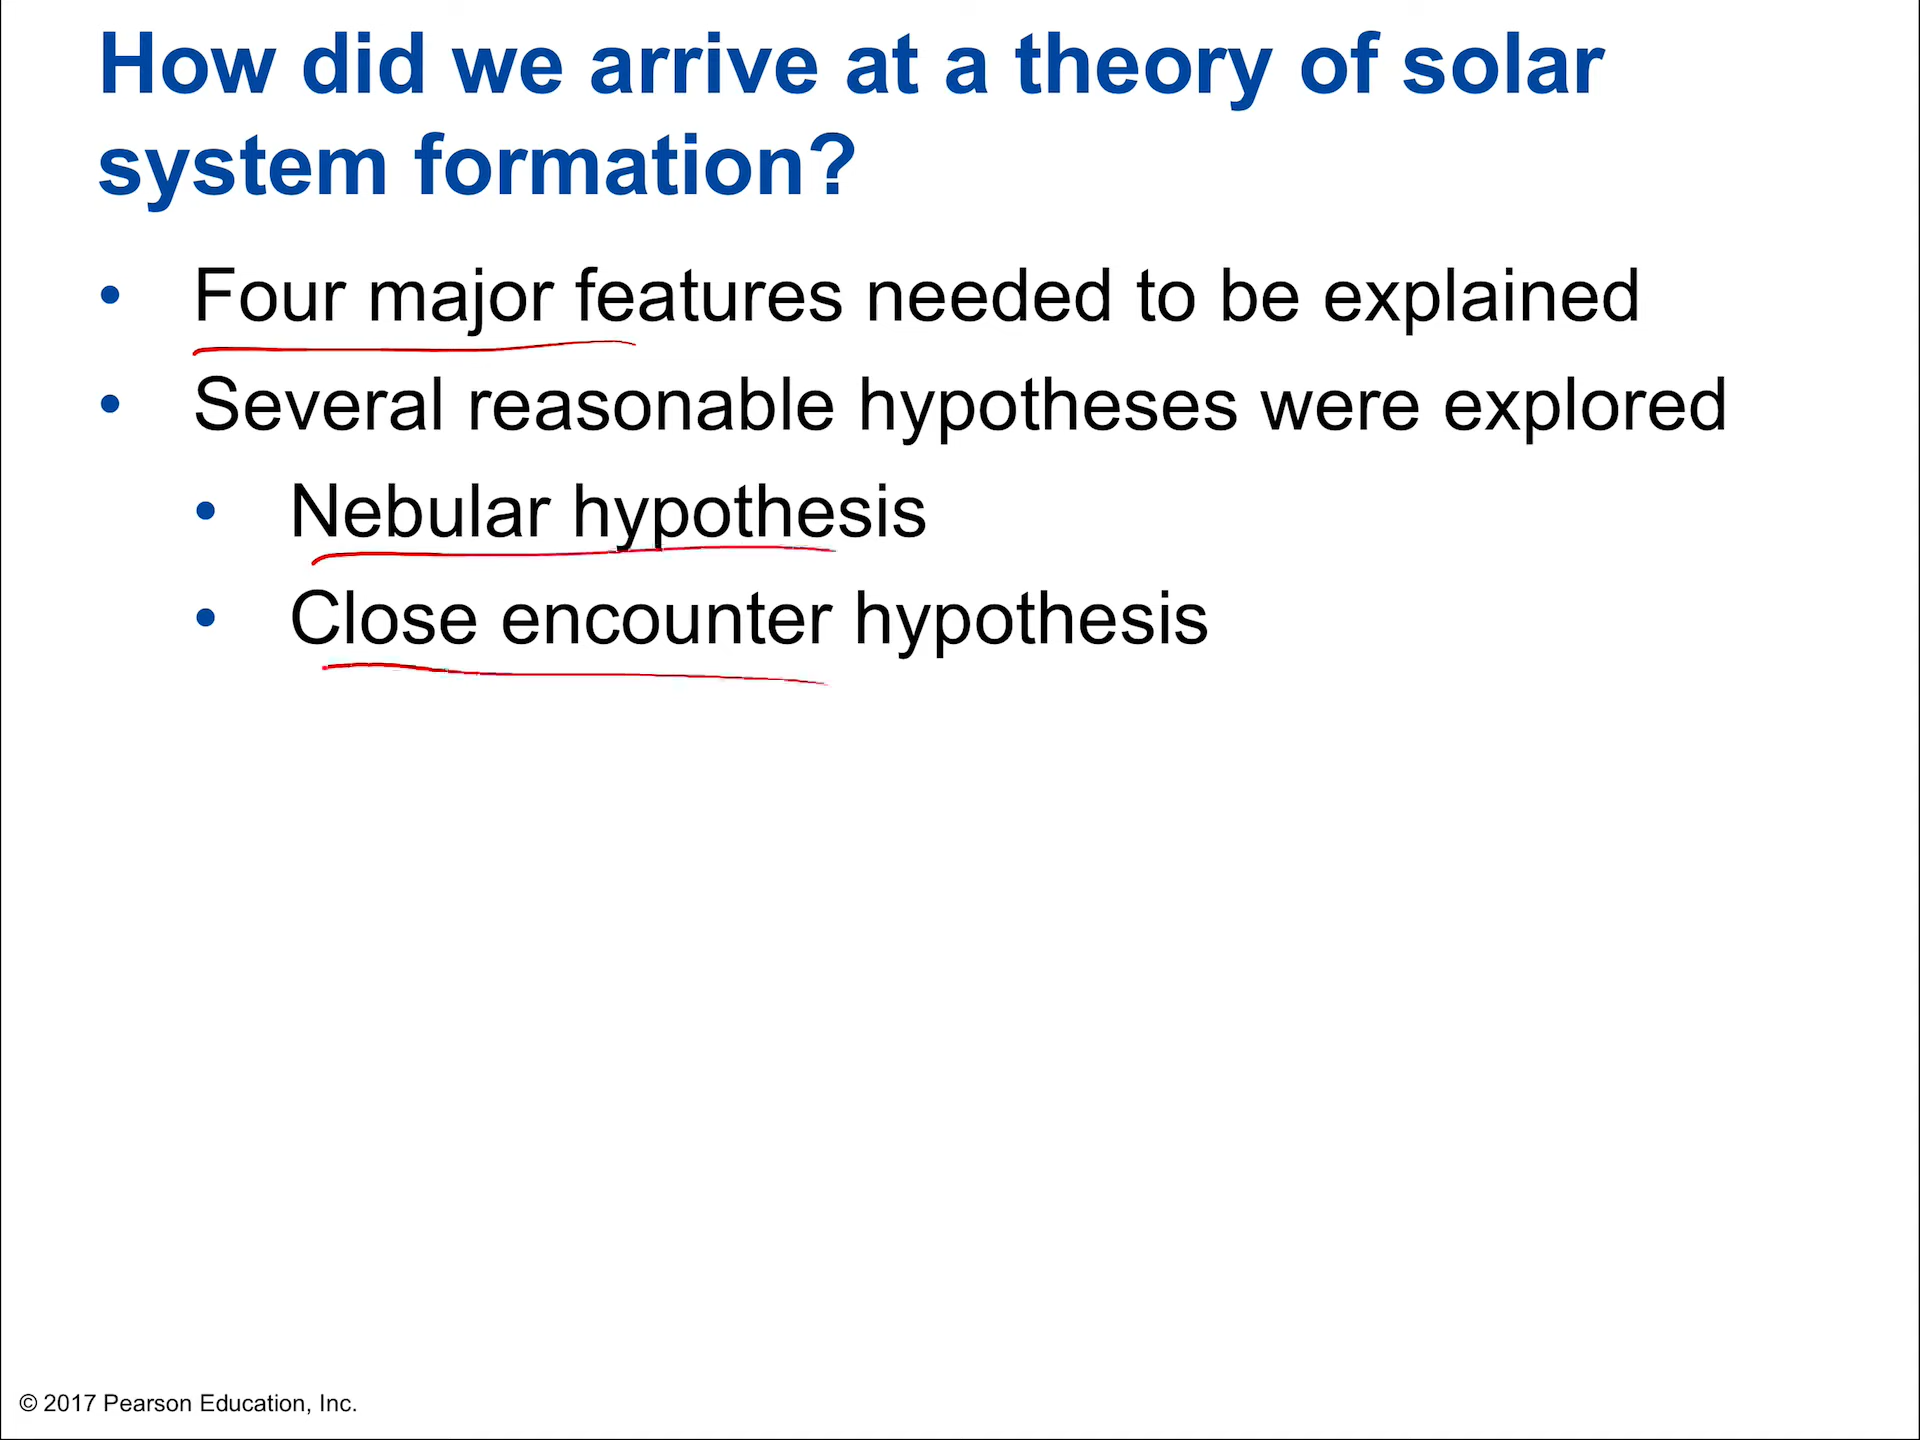 How did we arrive at a theory of solar
system formation?
• Four major features needed to be explained
• Several reasonable hypotheses were explored
• Nebular hypothesis
• Close encounter hypothesis
© 2017 Pearson Education, Inc.